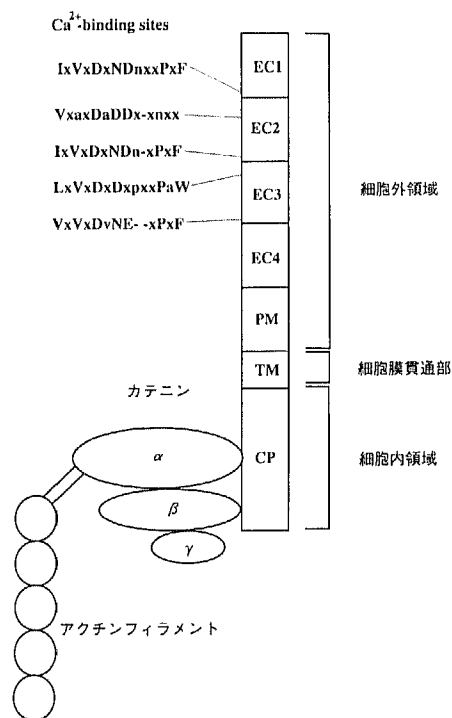 Ca²⁺-binding sites
IxVxDxNDnxxPxF
VxaxDaDDx-xnxx
IxVxDxNDn-xPxF
LxVxDxDxpxxPaW
VxVxDvNE- -xPxF
EC1
EC2
EC3
EC4
PM
TM
CP
細胞外領域
細胞膜貫通部
細胞内領域
カテニン
α
β
γ
アクチンフィラメント